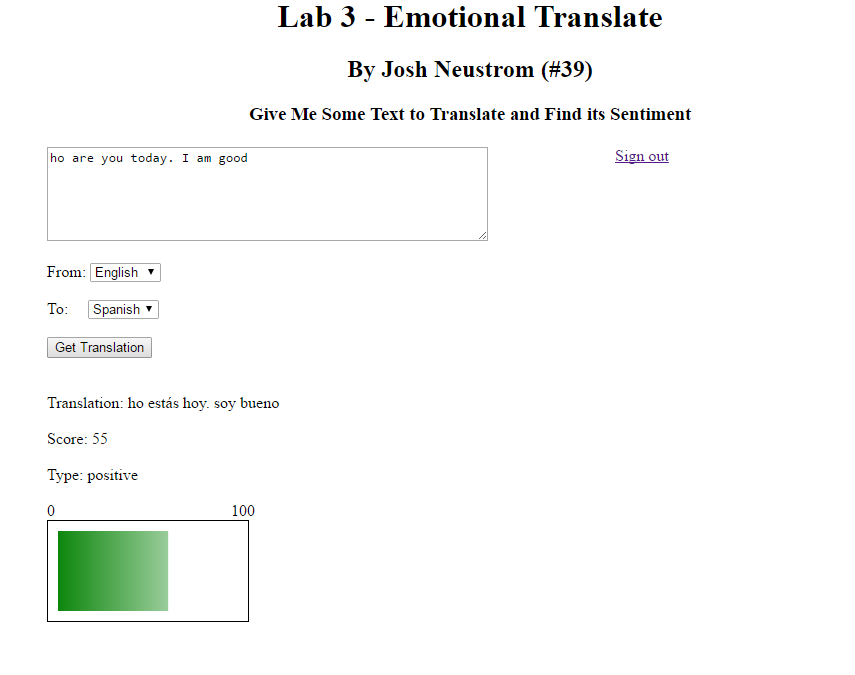 Lab 3 - Emotional Translate
By Josh Neustrom (#39)
Give Me Some Text to Translate and Find its Sentiment
ho are you today. I am good
Sign out
From: English
To: Spanish
Get Translation
Translation: ho estás hoy. soy bueno
Score: 55
Type: positive
0 100